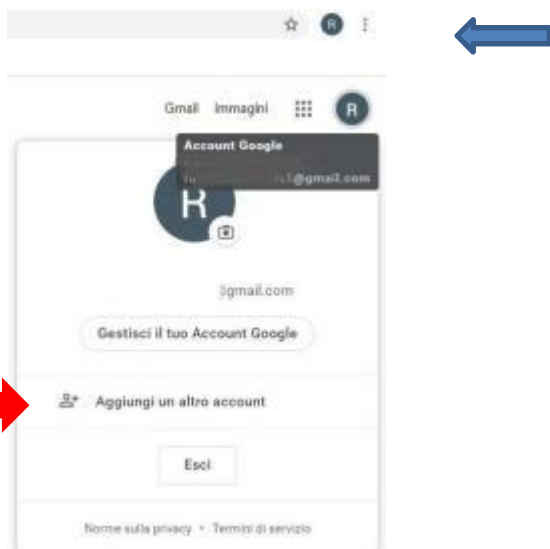 R
Gmail Immagini R
Account Google
@gmail.com
R
gmail.com
Gestisci il tuo Account Google
Aggiungi un altro account
Esci
Norme sulla privacy • Termini di servizio